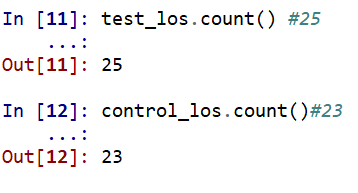 In [11]: test_los.count() #25
...:
Out[11]: 25
In [12]: control_los.count()#23
...:
Out[12]: 23